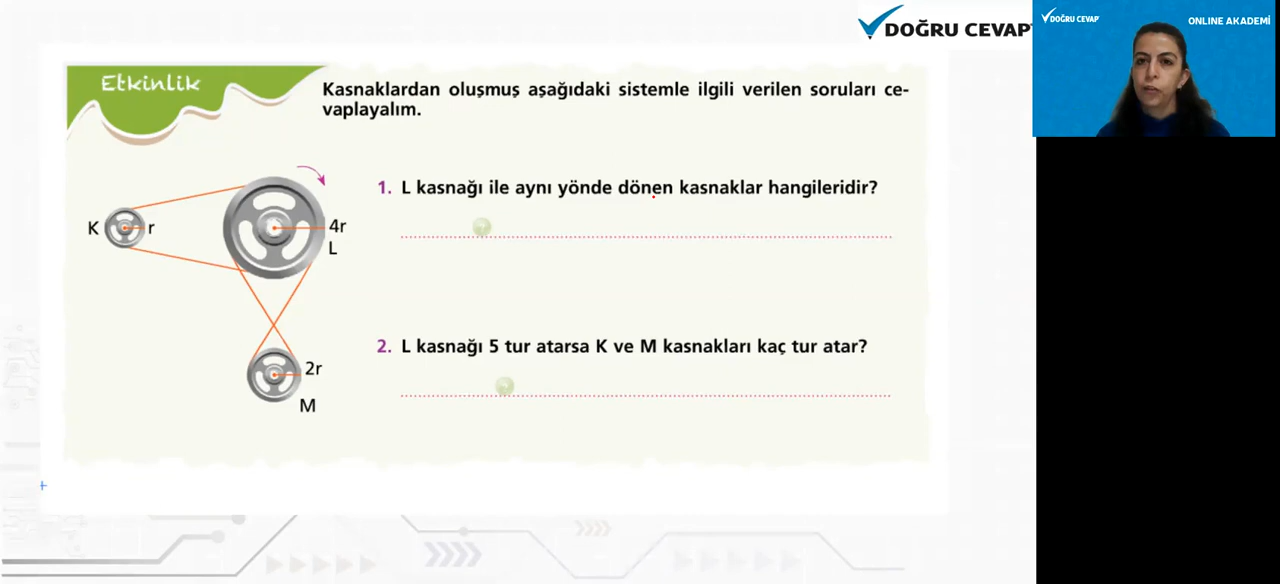 DOĞRU CEVAP
DOĞRU CEVAP
ONLINE AKADEMİ
Etkinlik
Kasnaklardan oluşmuş aşağıdaki sistemle ilgili verilen soruları ce-
vaplayalım.
1. L kasnağı ile aynı yönde dönen kasnaklar hangileridir?
K r
4r
L
2. L kasnağı 5 tur atarsa K ve M kasnakları kaç tur atar?
2r
M